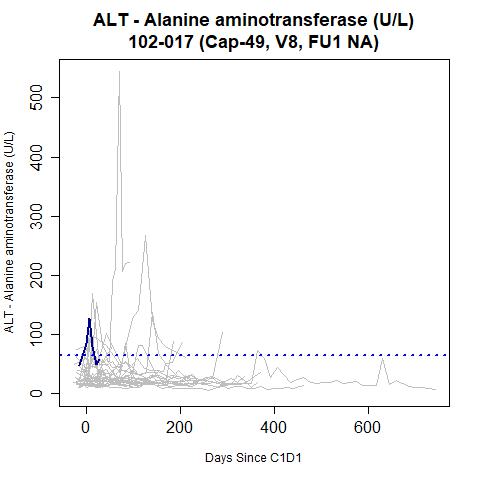 ALT - Alanine aminotransferase (U/L)
102-017 (Cap-49, V8, FU1 NA)
ALT - Alanine aminotransferase (U/L)
500
400
300
200
100
0
0
200
400
600
Days Since C1D1